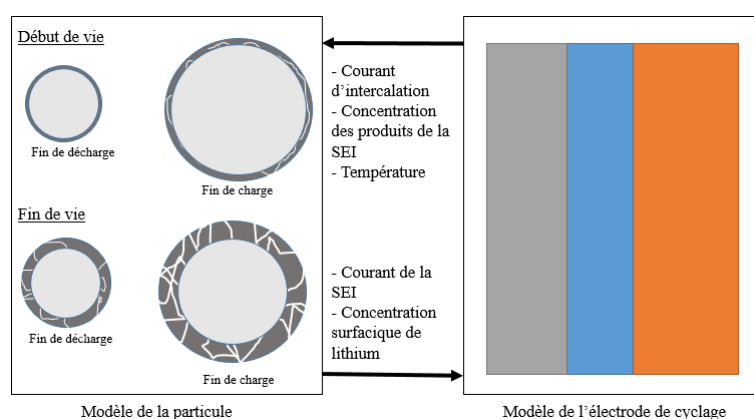 Début de vie
Fin de décharge
Fin de charge
Fin de vie
Fin de décharge
Fin de charge
- Courant
d’intercalation
- Concentration
des produits de la
SEI
- Température
- Courant de la
SEI
- Concentration
surfacique de
lithium
Modèle de la particule
Modèle de l’électrode de cyclage